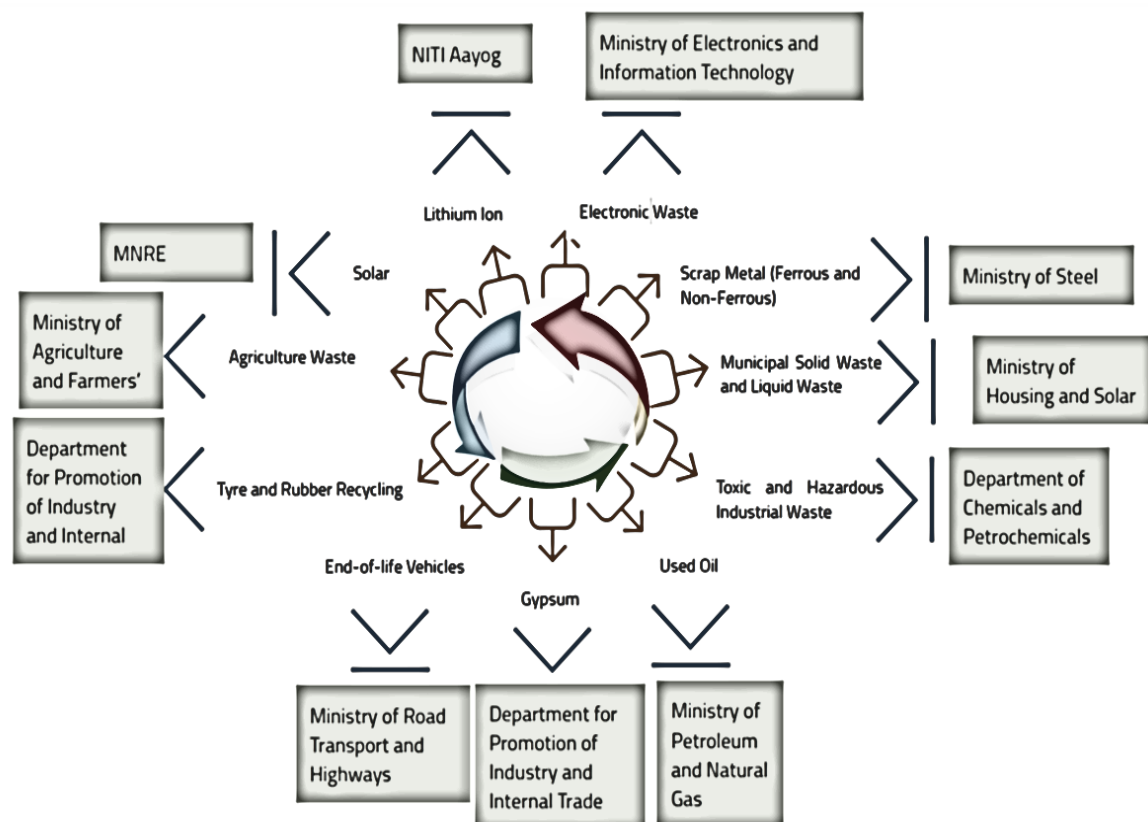 NITI Aayog
Ministry of Electronics and
Information Technology
Lithium Ion
Electronic Waste
MNRE
Solar
Scrap Metal (Ferrous and
Non-Ferrous)
Ministry of Steel
Ministry of
Agriculture
and Farmers'
Agriculture Waste
Municipal Solid Waste
and Liquid Waste
Ministry of
Housing and Solar
Department
for Promotion
of Industry
and Internal
Tyre and Rubber Recycling
Toxic and Hazardous
Industrial Waste
Department of
Chemicals and
Petrochemicals
End-of-life Vehicles
Gypsum
Used Oil
Ministry of Road
Transport and
Highways
Department for
Promotion of
Industry and
Internal Trade
Ministry of
Petroleum
and Natural
Gas